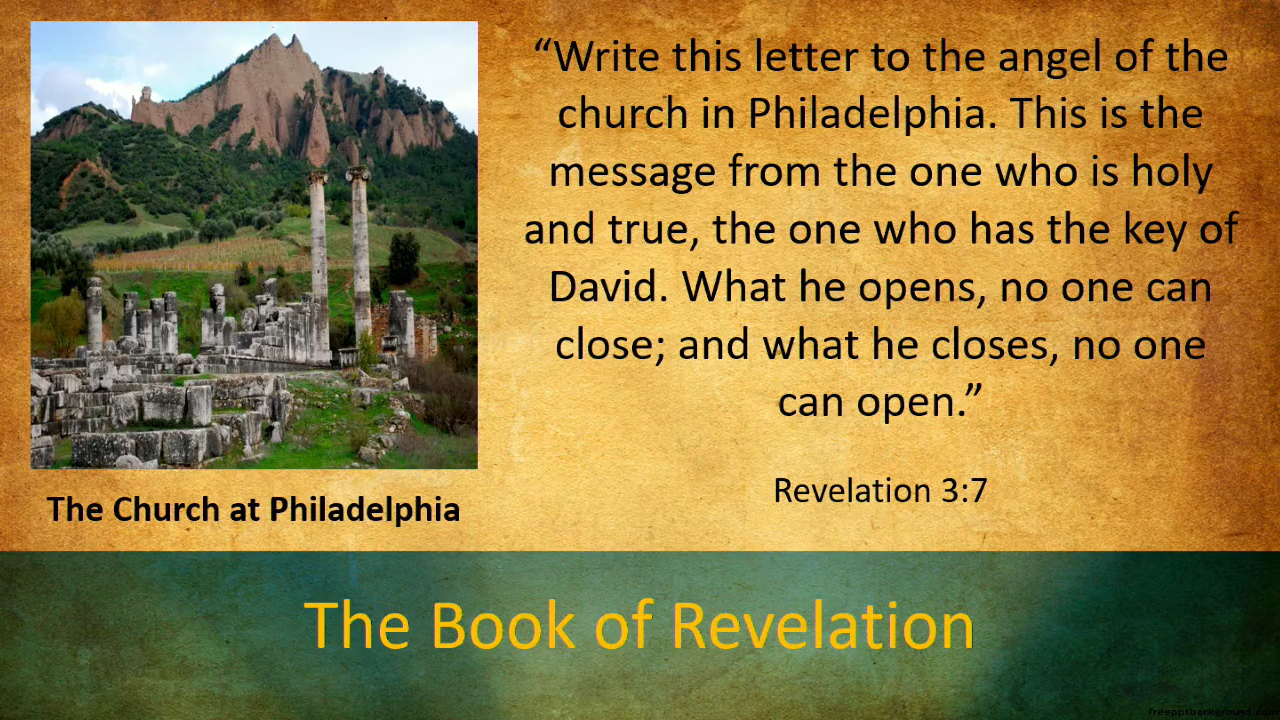 “Write this letter to the angel of the
church in Philadelphia. This is the
message from the one who is holy
and true, the one who has the key of
David. What he opens, no one can
close; and what he closes, no one
can open.”
Revelation 3:7
The Church at Philadelphia
The Book of Revelation
freepptbackground.com